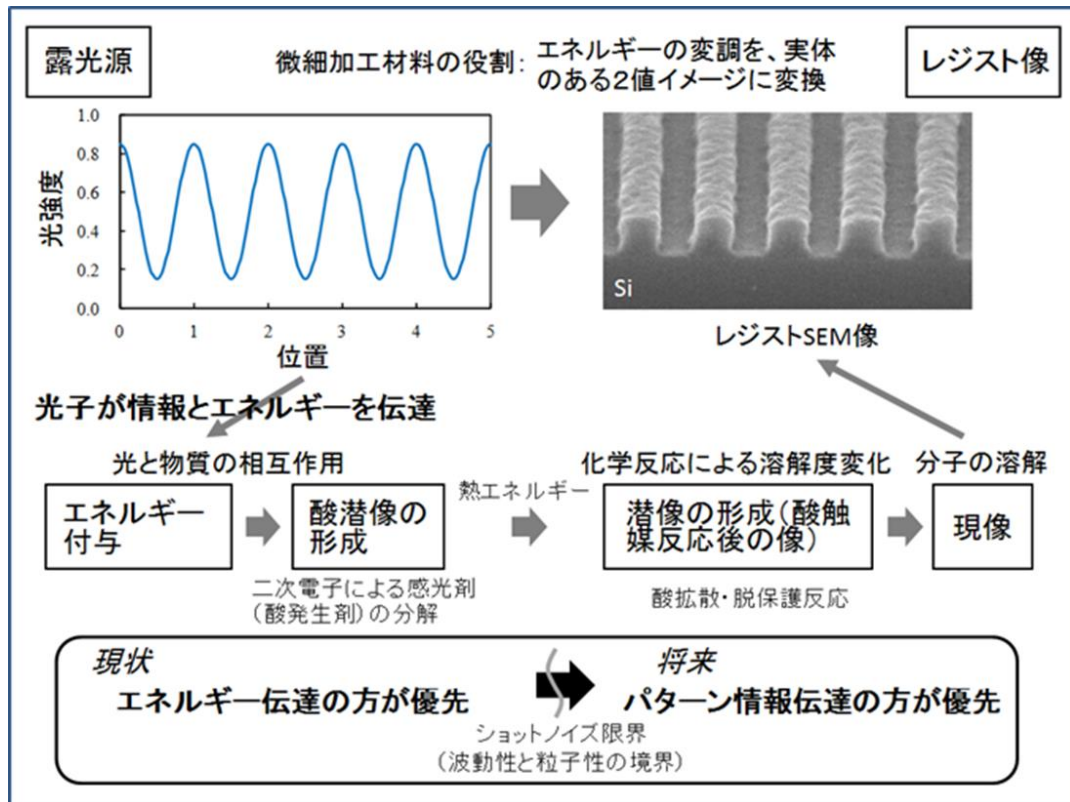 露光源
微細加工材料の役割：
エネルギーの変調を、実体
のある２値イメージに変換
レジスト像
1.0
0.8
0.6
0.4
0.2
0.0
光強度
0 1 2 3 4 5
位置
Si
レジストSEM像
光子が情報とエネルギーを伝達
光と物質の相互作用
エネルギー
付与
酸潜像の
形成
二次電子による感光剤
（酸発生剤）の分解
熱エネルギー
化学反応による溶解度変化
潜像の形成（酸触
媒反応後の像）
酸拡散・脱保護反応
分子の溶解
現像
現状
エネルギー伝達の方が優先
将来
パターン情報伝達の方が優先
ショットノイズ限界
（波動性と粒子性の境界）